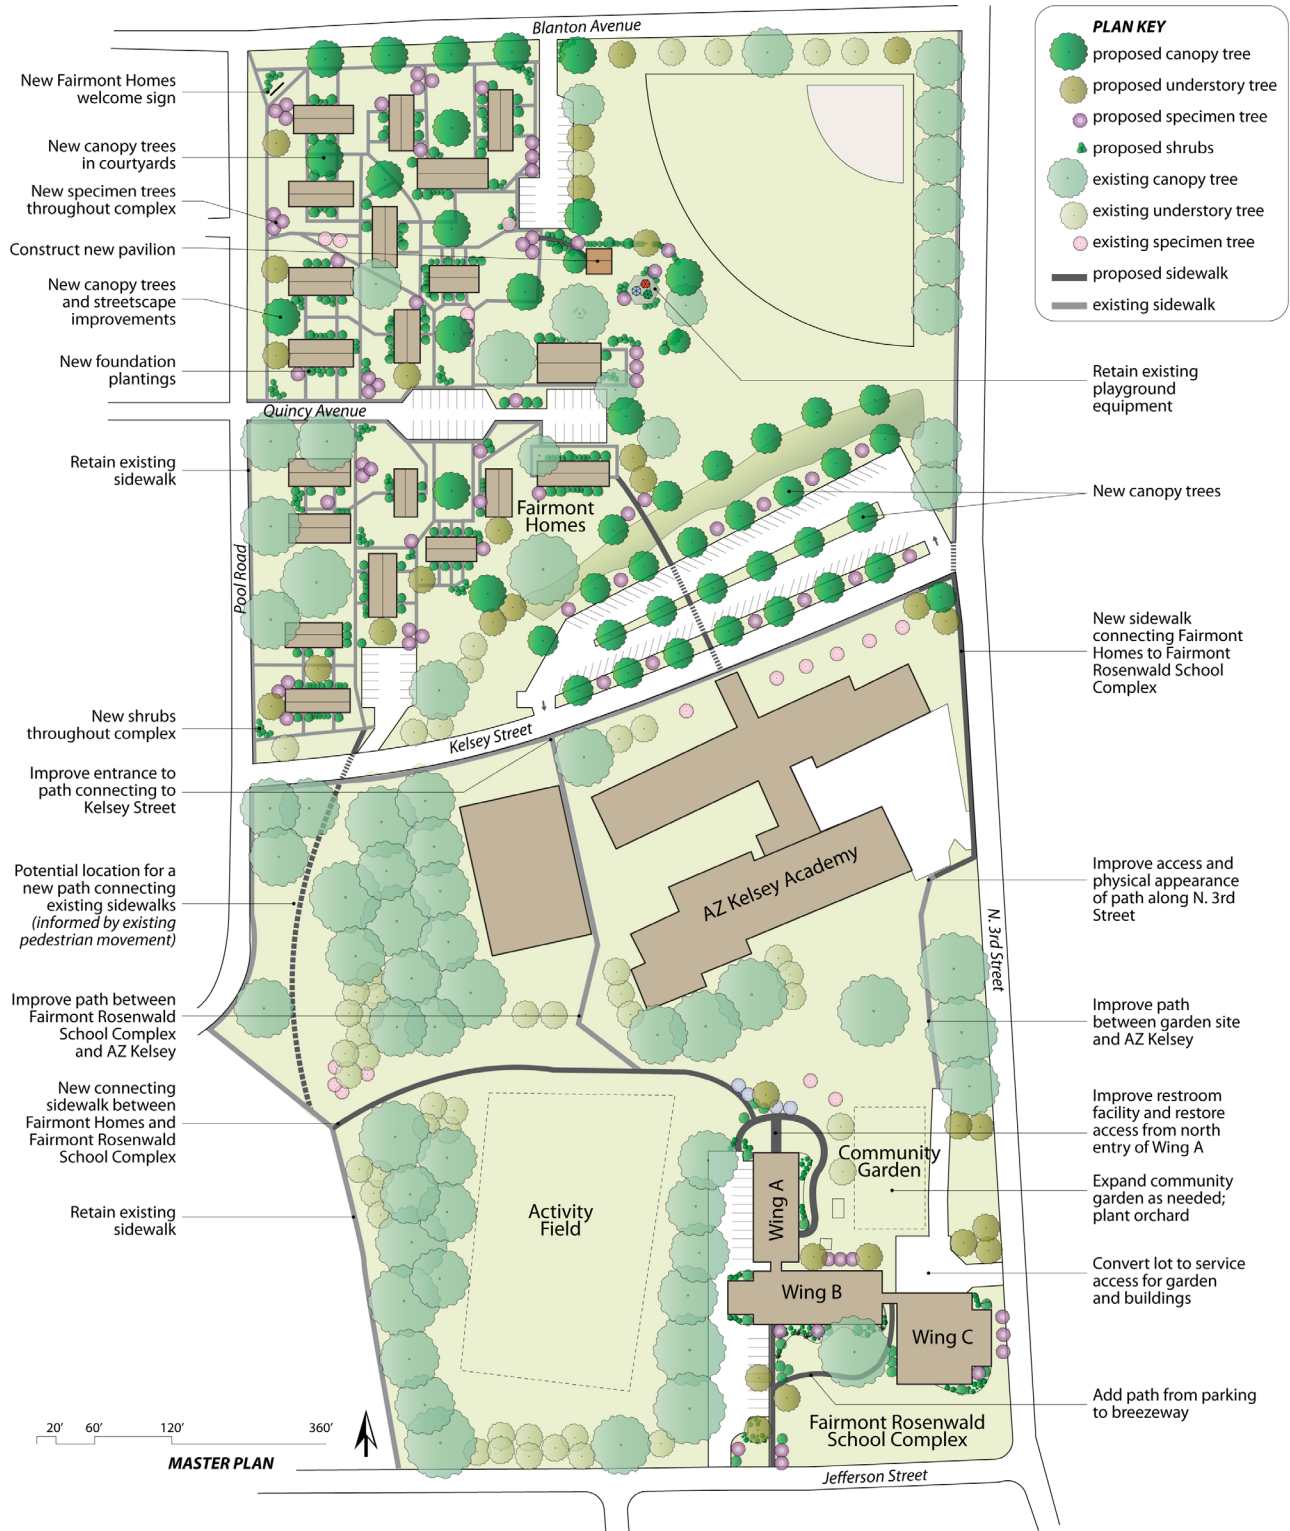 Blanton Avenue
PLAN KEY
proposed canopy tree
proposed understory tree
proposed specimen tree
proposed shrubs
existing canopy tree
existing understory tree
existing specimen tree
proposed sidewalk
existing sidewalk
New Fairmont Homes
welcome sign
New canopy trees
in courtyards
New specimen trees
throughout complex
Construct new pavilion
New canopy trees
and streetscape
improvements
New foundation
plantings
Quincy Avenue
Retain existing
sidewalk
Fairmont
Homes
Pool Road
Retain existing
playground
equipment
New canopy trees
New sidewalk
connecting Fairmont
Homes to Fairmont
Rosenwald School
Complex
New shrubs
throughout complex
Kelsey Street
Improve entrance to
path connecting to
Kelsey Street
Potential location for a
new path connecting
existing sidewalks
(informed by existing
pedestrian movement)
AZ Kelsey Academy
Improve access and
physical appearance
of path along N. 3rd
Street
N. 3rd Street
Improve path between
Fairmont Rosenwald
School Complex
and AZ Kelsey
Improve path
between garden site
and AZ Kelsey
New connecting
sidewalk between
Fairmont Homes and
Fairmont Rosenwald
School Complex
Improve restroom
facility and restore
access from north
entry of Wing A
Community
Garden
Expand community
garden as needed;
plant orchard
Retain existing
sidewalk
Activity
Field
Wing A
Wing B
Wing C
Convert lot to service
access for garden
and buildings
Add path from parking
to breezeway
Fairmont Rosenwald
School Complex
20' 60' 120' 360'
MASTER PLAN
Jefferson Street